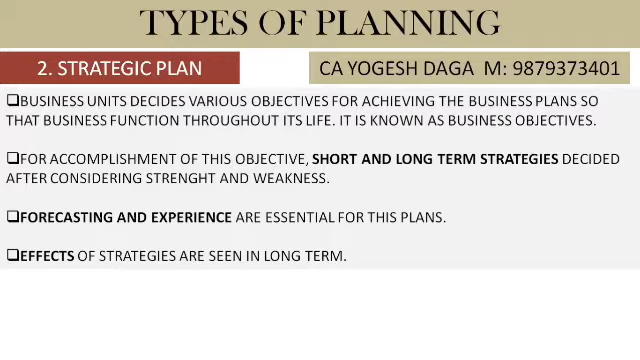 TYPES OF PLANNING
2. STRATEGIC PLAN
CA YOGESH DAGA M: 9879373401
❑BUSINESS UNITS DECIDES VARIOUS OBJECTIVES FOR ACHIEVING THE BUSINESS PLANS SO
THAT BUSINESS FUNCTION THROUGHOUT ITS LIFE. IT IS KNOWN AS BUSINESS OBJECTIVES.
❑FOR ACCOMPLISHMENT OF THIS OBJECTIVE, SHORT AND LONG TERM STRATEGIES DECIDED
AFTER CONSIDERING STRENGHT AND WEAKNESS.
❑FORECASTING AND EXPERIENCE ARE ESSENTIAL FOR THIS PLANS.
❑EFFECTS OF STRATEGIES ARE SEEN IN LONG TERM.